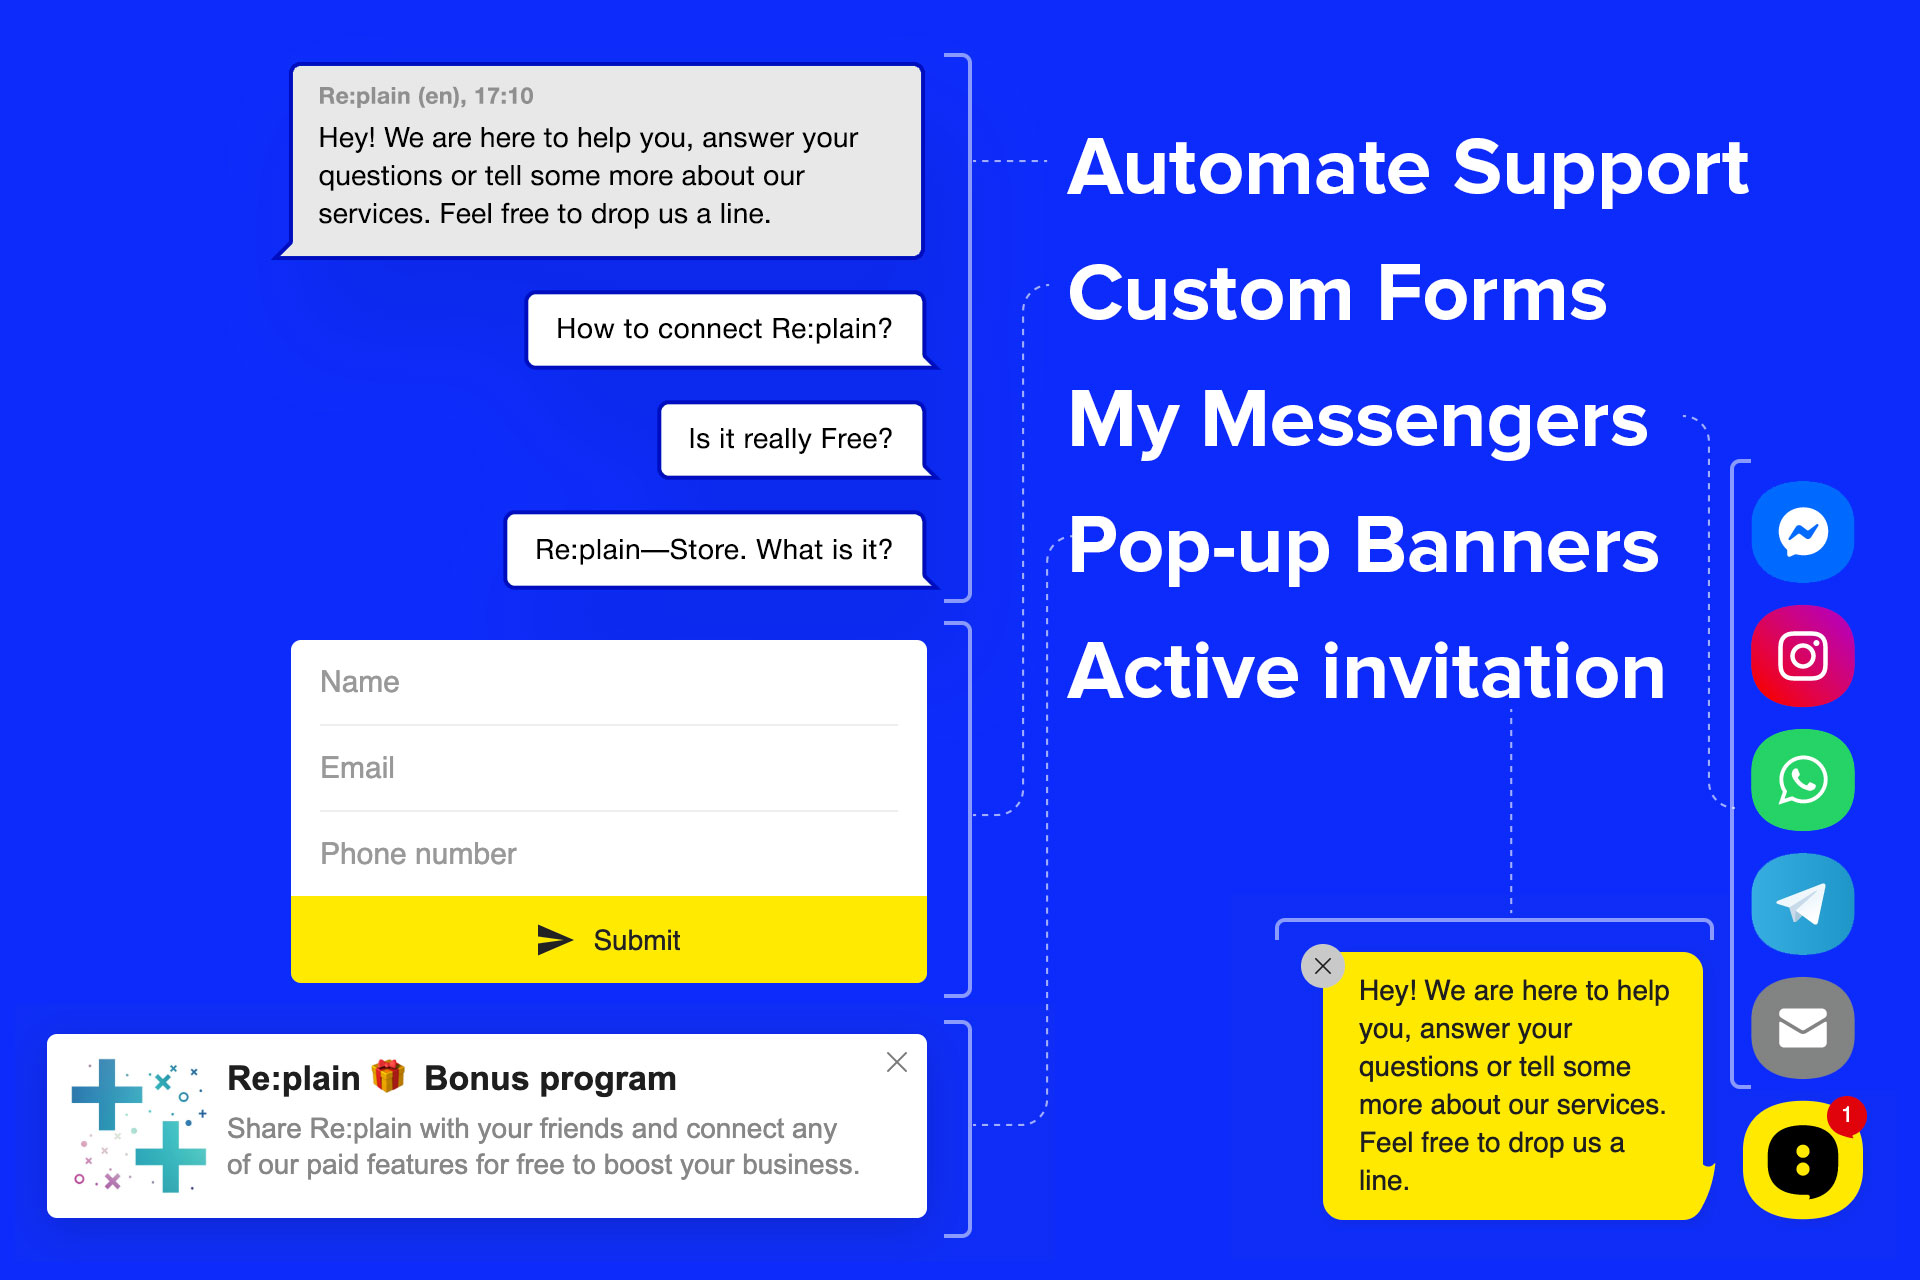 Re:plain (en), 17:10
Hey! We are here to help you, answer your
questions or tell some more about our
services. Feel free to drop us a line.
How to connect Re:plain?
Is it really Free?
Re:plain—Store. What is it?
Name
Email
Phone number
Submit
Re:plain 🎁 Bonus program
Share Re:plain with your friends and connect any
of our paid features for free to boost your business.
Automate Support
Custom Forms
My Messengers
Pop-up Banners
Active invitation
Hey! We are here to help
you, answer your
questions or tell some
more about our services.
Feel free to drop us a
line.
1